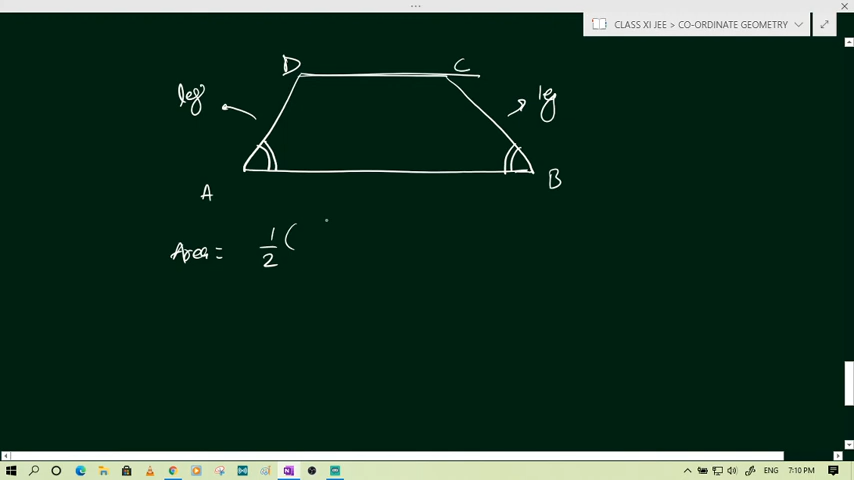 CLASS XI JEE > CO-ORDINATE GEOMETRY
D C
leg leg
A B
Area = 1/2 (
ENG 7:10 PM